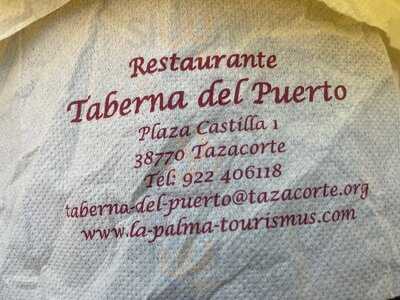 Restaurante
Taberna del Puerto
Plaza Castilla 1
38770 Tazacorte
Tel. 922 406118
taberna-del-puerto@tazacorte.org
www.la-palma-tourismus.com